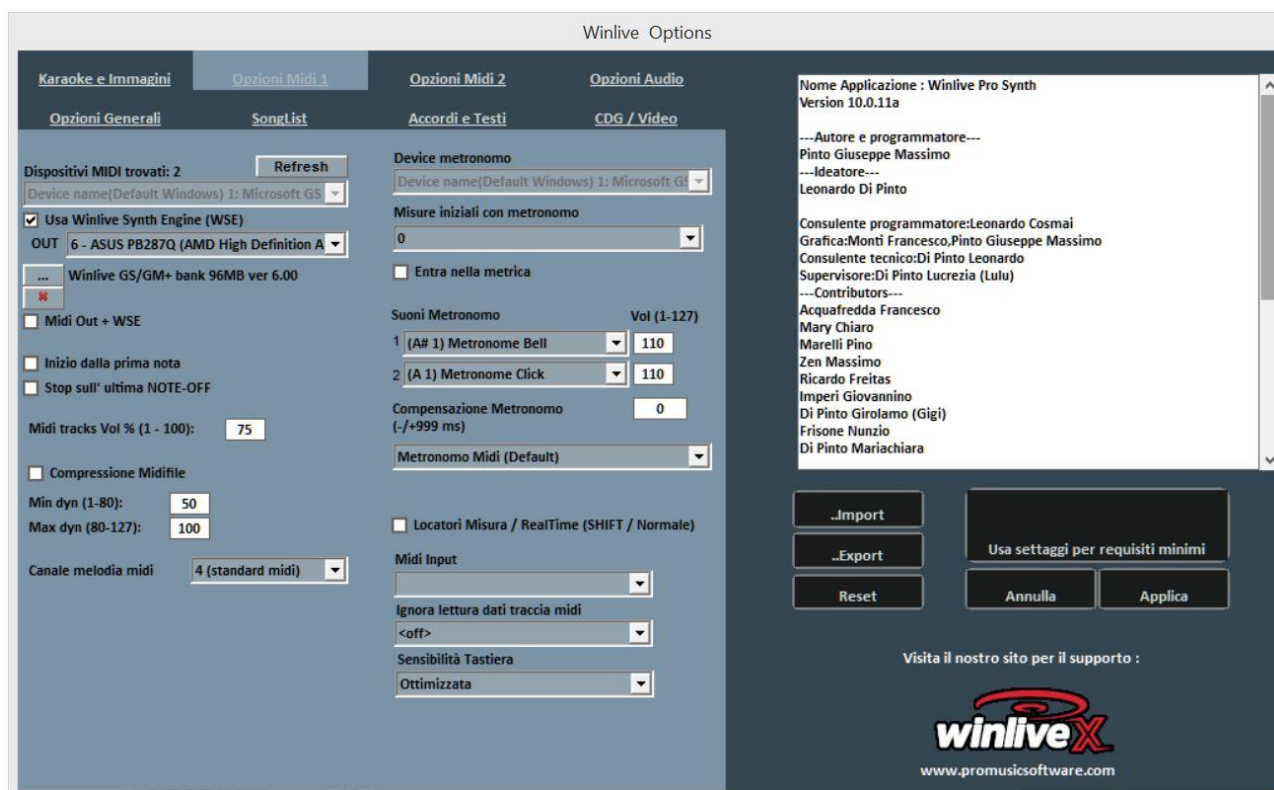 Winlive Options
Karaoke e Immagini
Opzioni Midi 1
Opzioni Midi 2
Opzioni Audio
Opzioni Generali
SongList
Accordi e Testi
CDG / Video
Dispositivi MIDI trovati: 2
Refresh
Device name(Default Windows) 1: Microsoft GS
Usa Winlive Synth Engine (WSE)
OUT 6 - ASUS PB287Q (AMD High Definition A
... Winlive GS/GM+ bank 96MB ver 6.00
Midi Out + WSE
Inizio dalla prima nota
Stop sull' ultima NOTE-OFF
Midi tracks Vol % (1 - 100): 75
Compressione Midifile
Min dyn (1-80): 50
Max dyn (80-127): 100
Canale melodia midi 4 (standard midi)
Device metronomo
Device name(Default Windows) 1: Microsoft GS
Misure iniziali con metronomo
0
Entra nella metrica
Suoni Metronomo Vol (1-127)
1 (A# 1) Metronome Bell 110
2 (A 1) Metronome Click 110
Compensazione Metronomo 0
(-/+999 ms)
Metronomo Midi (Default)
Locatori Misura / RealTime (SHIFT / Normale)
Midi Input
Ignora lettura dati traccia midi
<off>
Sensibilità Tastiera
Ottimizzata
Nome Applicazione : Winlive Pro Synth
Version 10.0.11a
---Autore e programmatore---
Pinto Giuseppe Massimo
---Ideatore---
Leonardo Di Pinto
Consulente programmatore:Leonardo Cosmai
Grafica:Monti Francesco,Pinto Giuseppe Massimo
Consulente tecnico:Di Pinto Leonardo
Supervisore:Di Pinto Lucrezia (Lulu)
---Contributors---
Acquafredda Francesco
Mary Chiaro
Marelli Pino
Zen Massimo
Ricardo Freitas
Imperi Giovannino
Di Pinto Girolamo (Gigi)
Frisone Nunzio
Di Pinto Mariachiara
..Import
..Export
Reset
Usa settaggi per requisiti minimi
Annulla
Applica
Visita il nostro sito per il supporto :
winlive X
www.promusicsoftware.com